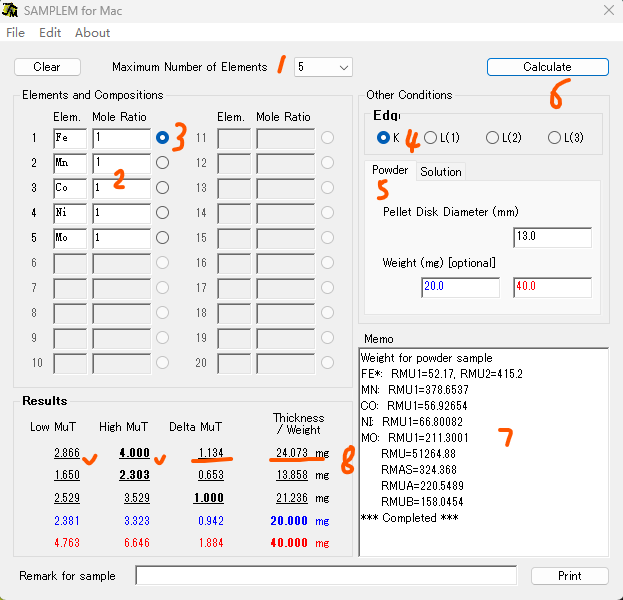 SAMPLEM for Mac
File Edit About
Clear Maximum Number of Elements 1 5 Calculate
6
Elements and Compositions
Elem. Mole Ratio Elem. Mole Ratio
1 Fe 1 3 11
2 Mn 1 12
3 Co 1 2 13
4 Ni 1 14
5 Mo 1 15
6 16
7 17
8 18
9 19
10 20
Other Conditions
Edge
K 4 L(1) L(2) L(3)
Powder Solution
5
Pellet Disk Diameter (mm)
13.0
Weight (mg) [optional]
20.0 40.0
Results
Low MuT High MuT Delta MuT Thickness
/ Weight
2.866 4.000 1.134 24.073 mg 8
1.650 2.303 0.653 13.858 mg
2.529 3.529 1.000 21.236 mg
2.381 3.323 0.942 20.000 mg
4.763 6.646 1.884 40.000 mg
Memo
Weight for powder sample
FE*: RMU1=52.17, RMU2=415.2
MN: RMU1=378.6537
CO: RMU1=56.92654
NI: RMU1=66.80082
MO: RMU1=211.3001 7
RMU=51264.88
RMAS=324.368
RMUA=220.5489
RMUB=158.0454
*** Completed ***
Remark for sample Print